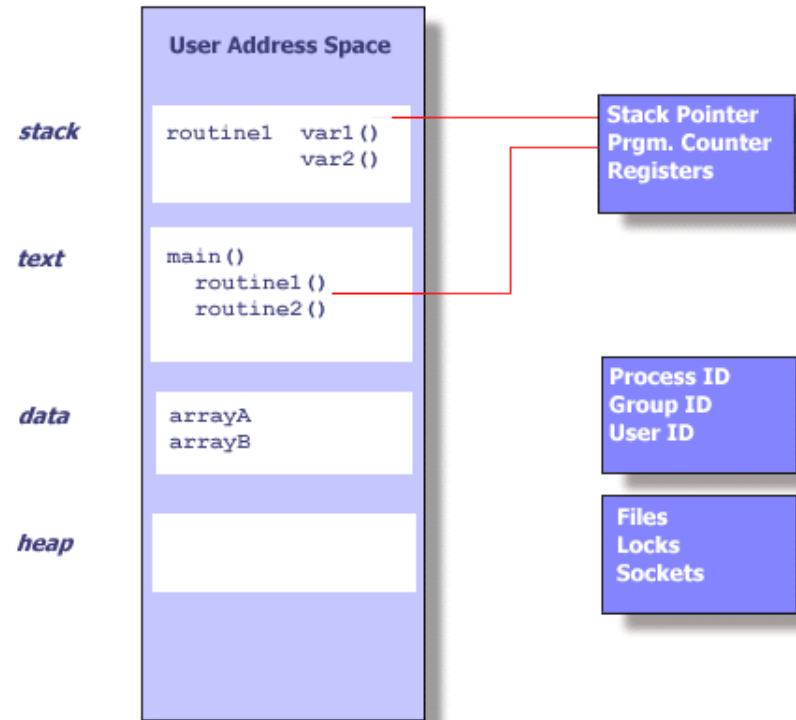 User Address Space
stack
routine1 var1()
var2()
text
main()
routine1()
routine2()
data
arrayA
arrayB
heap
Stack Pointer
Prgm. Counter
Registers
Process ID
Group ID
User ID
Files
Locks
Sockets